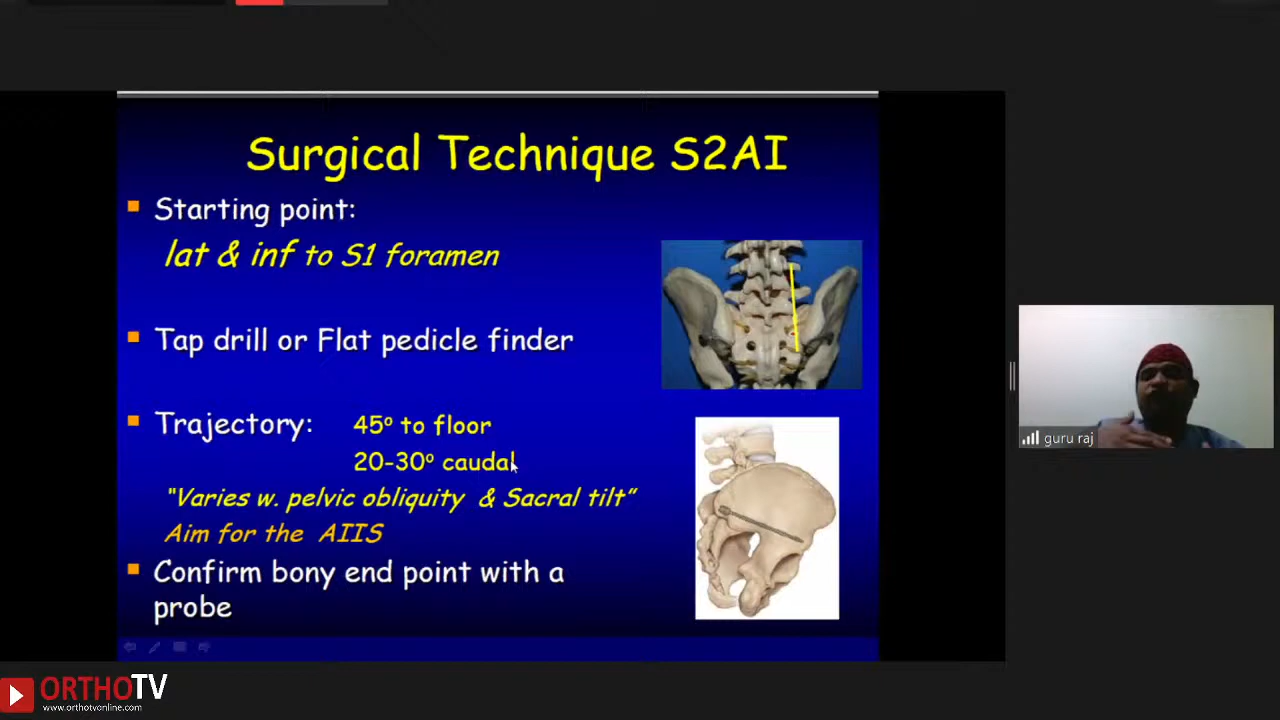 Surgical Technique S2AI
Starting point:
lat & inf to S1 foramen
Tap drill or Flat pedicle finder
Trajectory: 45º to floor
20-30º caudal
"Varies w. pelvic obliquity & Sacral tilt"
Aim for the AIIS
Confirm bony end point with a
probe
guru raj
ORTHOTV
www.orthotvonline.com